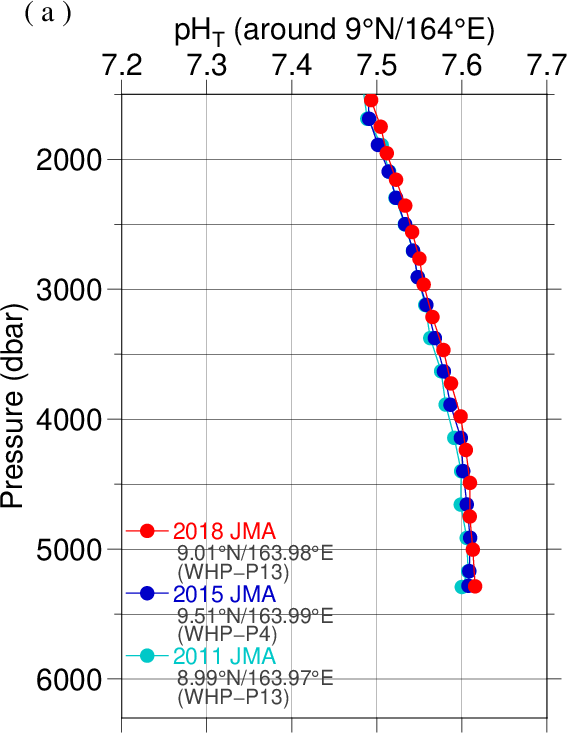 ( a )
pH_T (around 9°N/164°E)
7.2 7.3 7.4 7.5 7.6 7.7
Pressure (dbar)
2000
3000
4000
5000
6000
2018 JMA
9.01°N/163.98°E
(WHP−P13)
2015 JMA
9.51°N/163.99°E
(WHP−P4)
2011 JMA
8.99°N/163.97°E
(WHP−P13)